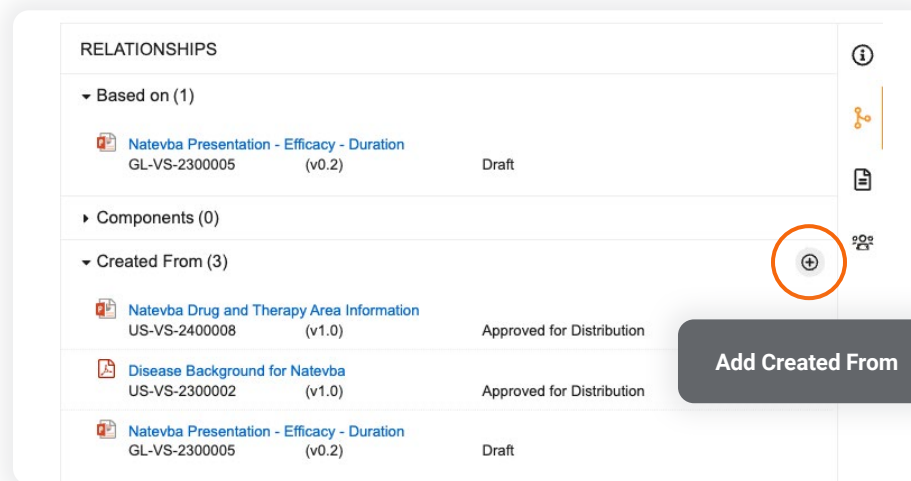 RELATIONSHIPS
Based on (1)
Natevba Presentation - Efficacy - Duration
GL-VS-2300005 (v0.2) Draft
Components (0)
Created From (3)
Natevba Drug and Therapy Area Information
US-VS-2400008 (v1.0) Approved for Distribution
Add Created From
Disease Background for Natevba
US-VS-2300002 (v1.0) Approved for Distribution
Natevba Presentation - Efficacy - Duration
GL-VS-2300005 (v0.2) Draft